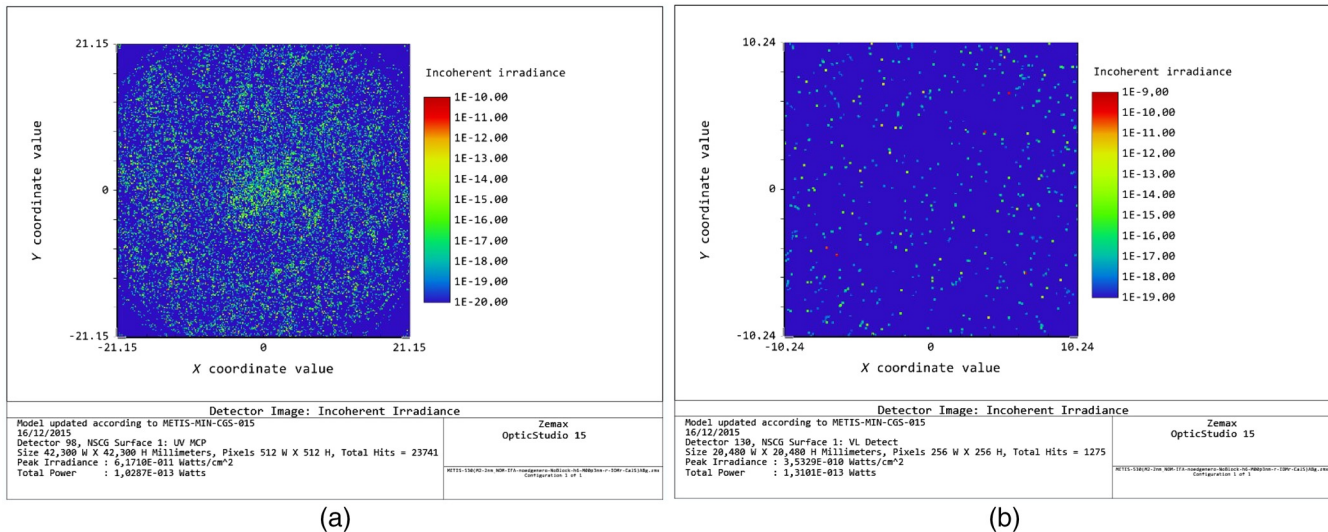 21.15
0
-21.15
-21.15
0
21.15
Y coordinate value
X coordinate value
Incoherent irradiance
1E-10.00
1E-11.00
1E-12.00
1E-13.00
1E-14.00
1E-15.00
1E-16.00
1E-17.00
1E-18.00
1E-19.00
1E-20.00
Detector Image: Incoherent Irradiance
Model updated according to METIS-MIN-CGS-015
16/12/2015
Detector 98, NSCG Surface 1: UV MCP
Size 42,300 W X 42,300 H Millimeters, Pixels 512 W X 512 H, Total Hits = 23741
Peak Irradiance : 6,1710E-011 Watts/cm^2
Total Power : 1,0287E-013 Watts
Zemax
OpticStudio 15
Configuration 1 of 1
(a)
10.24
0
-10.24
-10.24
0
10.24
Y coordinate value
X coordinate value
Incoherent irradiance
1E-9,00
1E-10.00
1E-11.00
1E-12.00
1E-13.00
1E-14.00
1E-15.00
1E-16.00
1E-17.00
1E-18.00
1E-19.00
Detector Image: Incoherent Irradiance
Model updated according to METIS-MIN-CGS-015
16/12/2015
Detector 130, NSCG Surface 1: VL Detect
Size 20,480 W X 20,480 H Millimeters, Pixels 256 W X 256 H, Total Hits = 1275
Peak Irradiance : 3,5329E-010 Watts/cm^2
Total Power : 1,3101E-013 Watts
Zemax
OpticStudio 15
Configuration 1 of 1
(b)